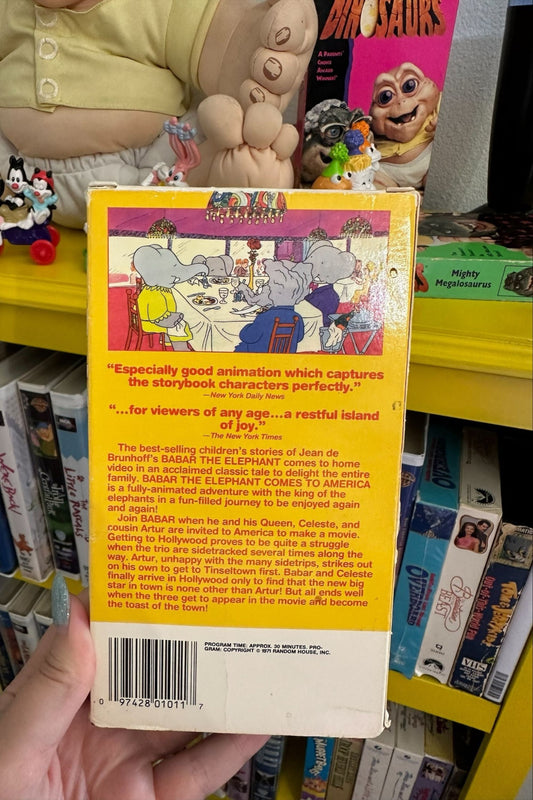 DINOSAURS
A PARENTS'
CHOICE
AWARD
WINNER!
Mighty
Megalosaurus
"Especially good animation which captures
the storybook characters perfectly."
—New York Daily News
"...for viewers of any age...a restful island
of joy."
—The New York Times
The best-selling children's stories of Jean de
Brunhoff's BABAR THE ELEPHANT comes to home
video in an acclaimed classic tale to delight the entire
family. BABAR THE ELEPHANT COMES TO AMERICA
is a fully-animated adventure with the king of the
elephants in a fun-filled journey to be enjoyed again
and again!
Join BABAR when he and his Queen, Celeste, and
cousin Artur are invited to America to make a movie.
Getting to Hollywood proves to be quite a struggle
when the trio are sidetracked several times along the
way. Artur, unhappy with the many sidetrips, strikes out
on his own to get to Tinseltown first. Babar and Celeste
finally arrive in Hollywood only to find that the new big
star in town is none other than Artur! But all ends well
when the three get to appear in the movie and become
the toast of the town!
PROGRAM TIME: APPROX. 30 MINUTES. PRO-
GRAM: COPYRIGHT © 1971 RANDOM HOUSE, INC.
0 97428 01011 7
VHS